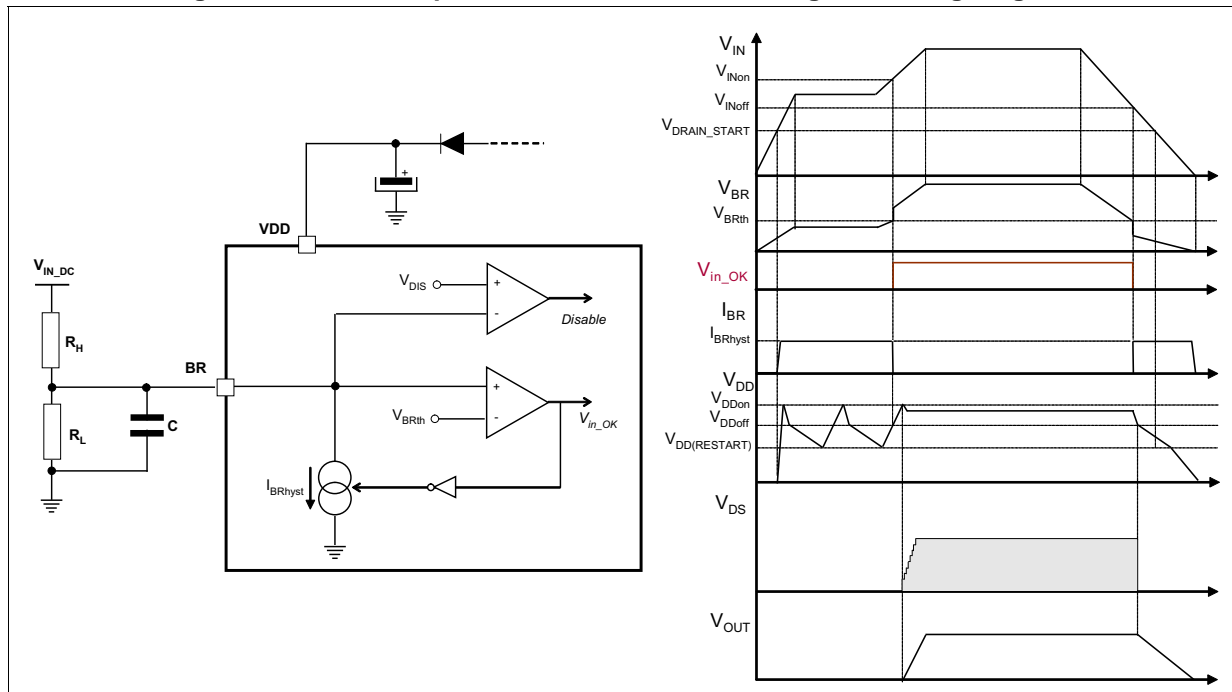 VDD
V_IN_DC
R_H
BR
R_L
C
V_DIS
+
-
Disable
+
V_BRth
-
V_in_OK
I_BRhyst
+
V_IN
V_INon
V_INoff
V_DRAIN_START
V_BR
V_BRth
V_in_OK
I_BR
I_BRhyst
V_DD
V_DDon
V_DDoff
V_DD(RESTART)
V_DS
V_OUT